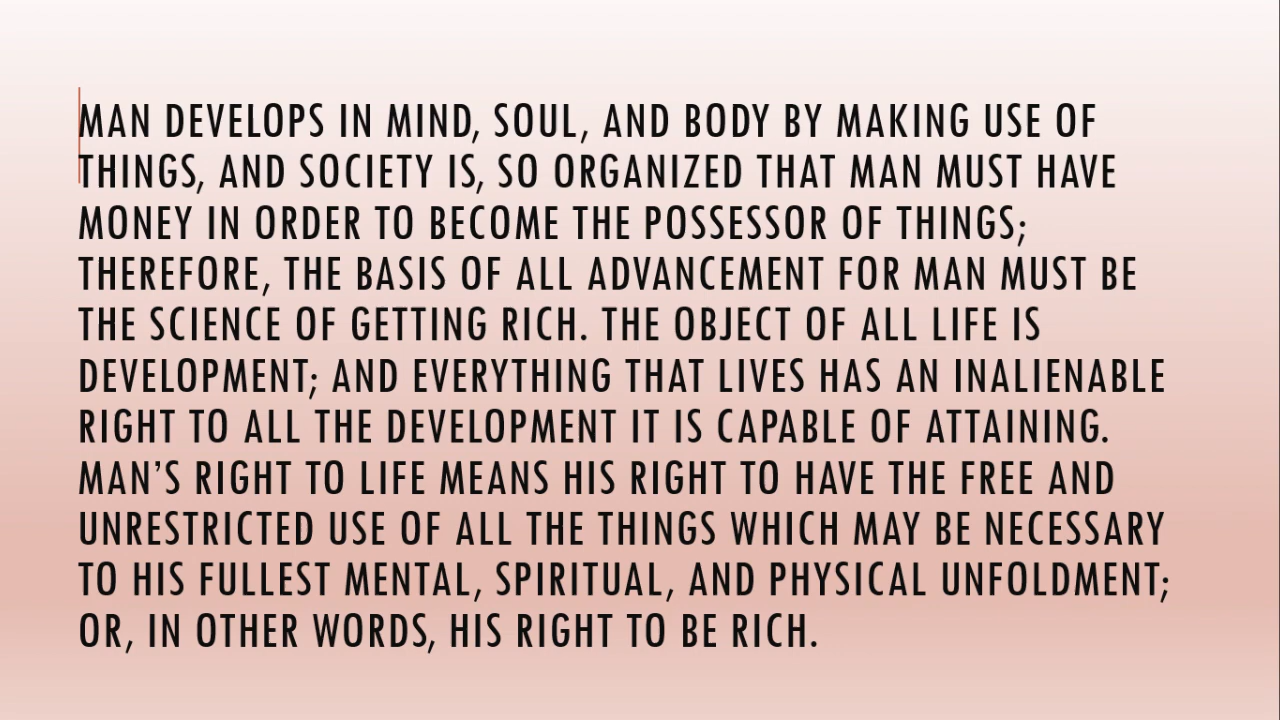 MAN DEVELOPS IN MIND, SOUL, AND BODY BY MAKING USE OF
THINGS, AND SOCIETY IS, SO ORGANIZED THAT MAN MUST HAVE
MONEY IN ORDER TO BECOME THE POSSESSOR OF THINGS;
THEREFORE, THE BASIS OF ALL ADVANCEMENT FOR MAN MUST BE
THE SCIENCE OF GETTING RICH. THE OBJECT OF ALL LIFE IS
DEVELOPMENT; AND EVERYTHING THAT LIVES HAS AN INALIENABLE
RIGHT TO ALL THE DEVELOPMENT IT IS CAPABLE OF ATTAINING.
MAN’S RIGHT TO LIFE MEANS HIS RIGHT TO HAVE THE FREE AND
UNRESTRICTED USE OF ALL THE THINGS WHICH MAY BE NECESSARY
TO HIS FULLEST MENTAL, SPIRITUAL, AND PHYSICAL UNFOLDMENT;
OR, IN OTHER WORDS, HIS RIGHT TO BE RICH.